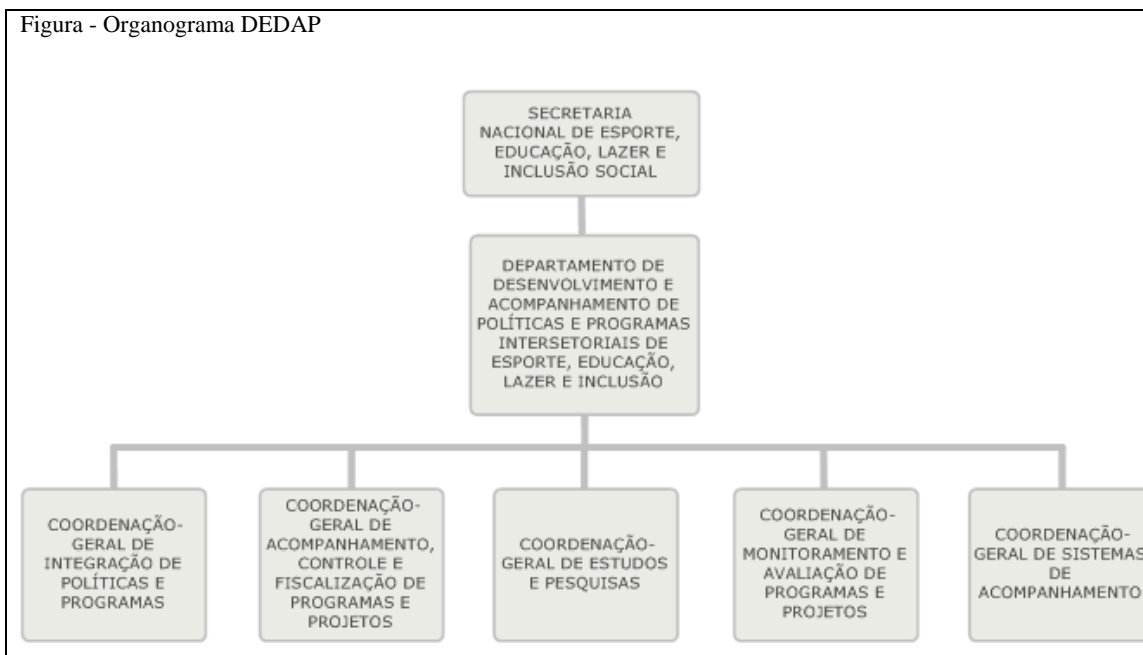 Figura - Organograma DEDAP
SECRETARIA
NACIONAL DE ESPORTE,
EDUCAÇÃO, LAZER E
INCLUSÃO SOCIAL
DEPARTAMENTO DE
DESENVOLVIMENTO E
ACOMPANHAMENTO DE
POLÍTICAS E PROGRAMAS
INTERSETORIAIS DE
ESPORTE, EDUCAÇÃO,
LAZER E INCLUSÃO
COORDENAÇÃO-
GERAL DE
INTEGRAÇÃO DE
POLÍTICAS E
PROGRAMAS
COORDENAÇÃO-
GERAL DE
ACOMPANHAMENTO,
CONTROLE E
FISCALIZAÇÃO DE
PROGRAMAS E
PROJETOS
COORDENAÇÃO-
GERAL DE ESTUDOS
E PESQUISAS
COORDENAÇÃO-
GERAL DE
MONITORAMENTO E
AVALIAÇÃO DE
PROGRAMAS E
PROJETOS
COORDENAÇÃO-
GERAL DE SISTEMAS
DE
ACOMPANHAMENTO